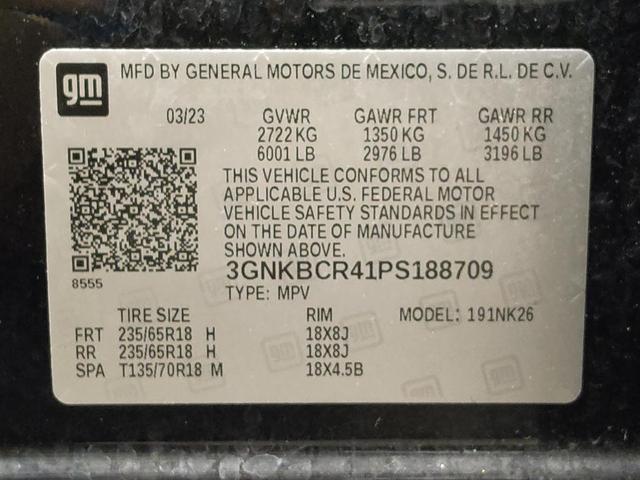 gm
MFD BY GENERAL MOTORS DE MEXICO, S. DE R.L. DE C.V.
03/23 GVWR GAWR FRT GAWR RR
2722 KG 1350 KG 1450 KG
6001 LB 2976 LB 3196 LB
THIS VEHICLE CONFORMS TO ALL
APPLICABLE U.S. FEDERAL MOTOR
VEHICLE SAFETY STANDARDS IN EFFECT
ON THE DATE OF MANUFACTURE
SHOWN ABOVE.
3GNKBCR41PS188709
8555
TYPE: MPV
TIRE SIZE RIM MODEL: 191NK26
FRT 235/65R18 H 18X8J
RR 235/65R18 H 18X8J
SPA T135/70R18 M 18X4.5B